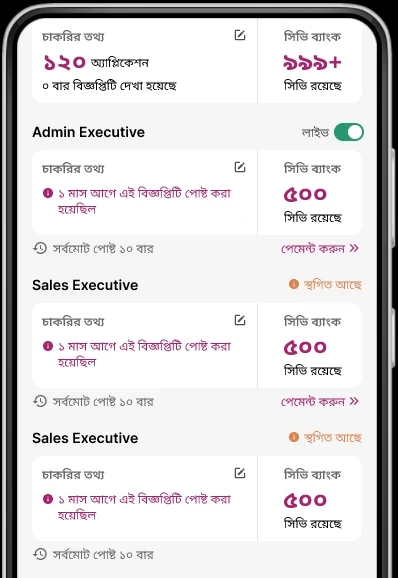 চাকরির তথ্য
সিভি ব্যাংক
১২০ অ্যাপ্লিকেশন
৯৯৯+
০ বার বিজ্ঞপ্তিটি দেখা হয়েছে
সিভি রয়েছে
Admin Executive
লাইভ
চাকরির তথ্য
সিভি ব্যাংক
১ মাস আগে এই বিজ্ঞপ্তিটি পোষ্ট করা
হয়েছিল
৫০০
সিভি রয়েছে
সর্বমোট পোষ্ট ১০ বার
পেমেন্ট করুন »
Sales Executive
স্থগিত আছে
চাকরির তথ্য
সিভি ব্যাংক
১ মাস আগে এই বিজ্ঞপ্তিটি পোষ্ট করা
হয়েছিল
৫০০
সিভি রয়েছে
সর্বমোট পোষ্ট ১০ বার
পেমেন্ট করুন »
Sales Executive
স্থগিত আছে
চাকরির তথ্য
সিভি ব্যাংক
১ মাস আগে এই বিজ্ঞপ্তিটি পোষ্ট করা
হয়েছিল
৫০০
সিভি রয়েছে
সর্বমোট পোষ্ট ১০ বার